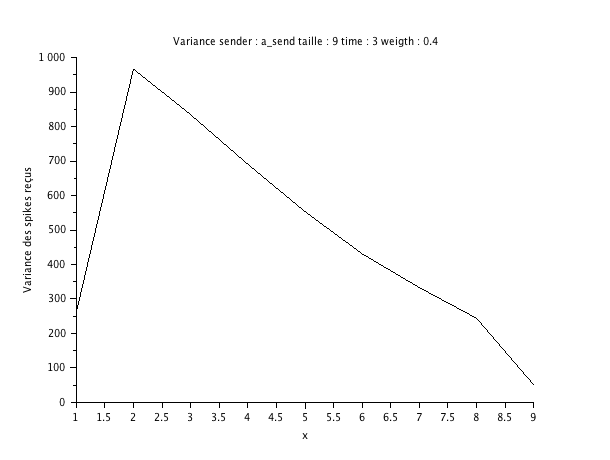 Variance sender : a_send taille : 9 time : 3 weigth : 0.4
1 000
900
800
700
600
500
400
300
200
100
0
Variance des spikes reçus
1 1.5 2 2.5 3 3.5 4 4.5 5 5.5 6 6.5 7 7.5 8 8.5 9
x